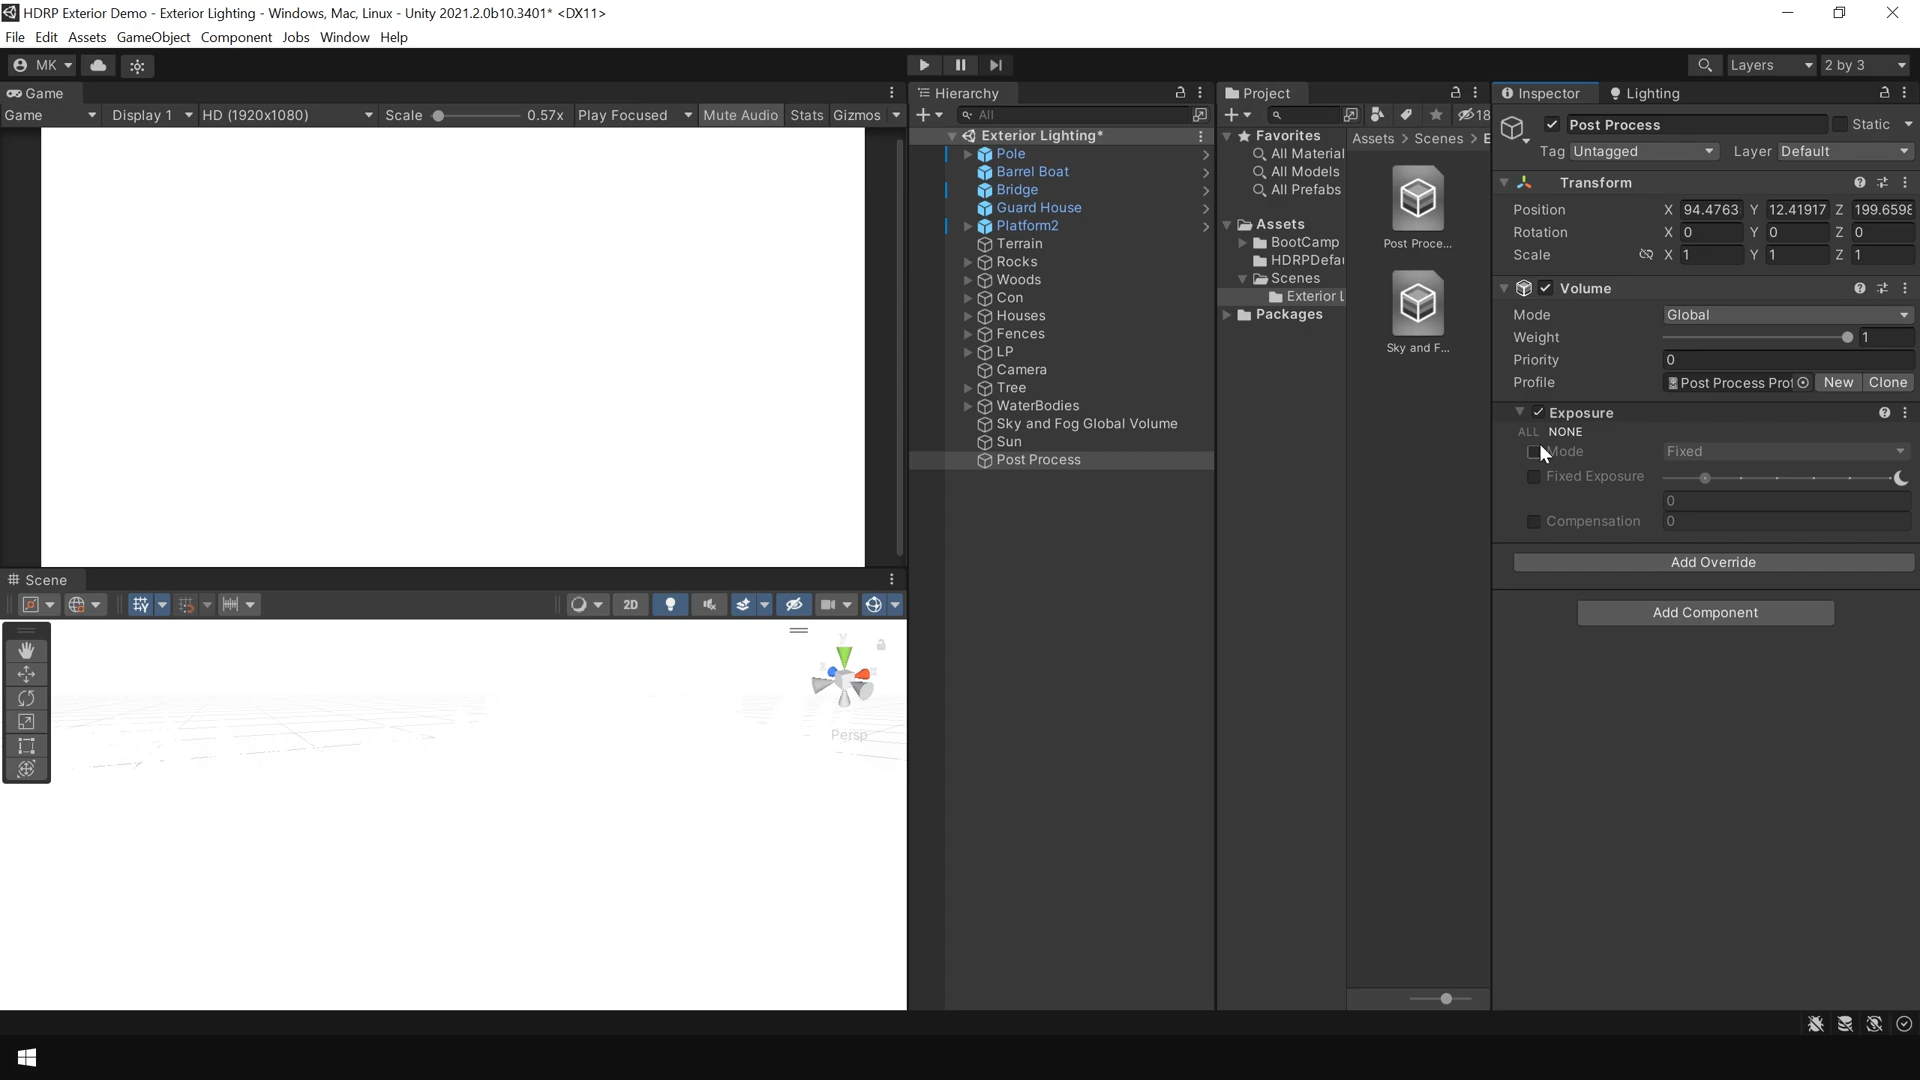 HDRP Exterior Demo - Exterior Lighting - Windows, Mac, Linux - Unity 2021.2.0b10.3401* <DX11>
File Edit Assets GameObject Component Jobs Window Help
MK
Layers
2 by 3
Game
Game Display 1 HD (1920x1080) Scale 0.57x Play Focused Mute Audio Stats Gizmos
Scene
2D
y
x
Persp
Hierarchy
All
Exterior Lighting*
Pole
Barrel Boat
Bridge
Guard House
Platform2
Terrain
Rocks
Woods
Con
Houses
Fences
LP
Camera
Tree
WaterBodies
Sky and Fog Global Volume
Sun
Post Process
Project
18
Favorites
All Material
All Models
All Prefabs
Assets
BootCamp
HDRPDefau
Scenes
Exterior L
Packages
Assets > Scenes > E
Post Proce...
Sky and F...
Inspector Lighting
Post Process Static
Tag Untagged Layer Default
Transform
Position X 94.4763 Y 12.41917 Z 199.6598
Rotation X 0 Y 0 Z 0
Scale X 1 Y 1 Z 1
Volume
Mode Global
Weight 1
Priority 0
Profile Post Process Prof New Clone
Exposure
ALL NONE
Mode Fixed
Fixed Exposure
0
Compensation 0
Add Override
Add Component